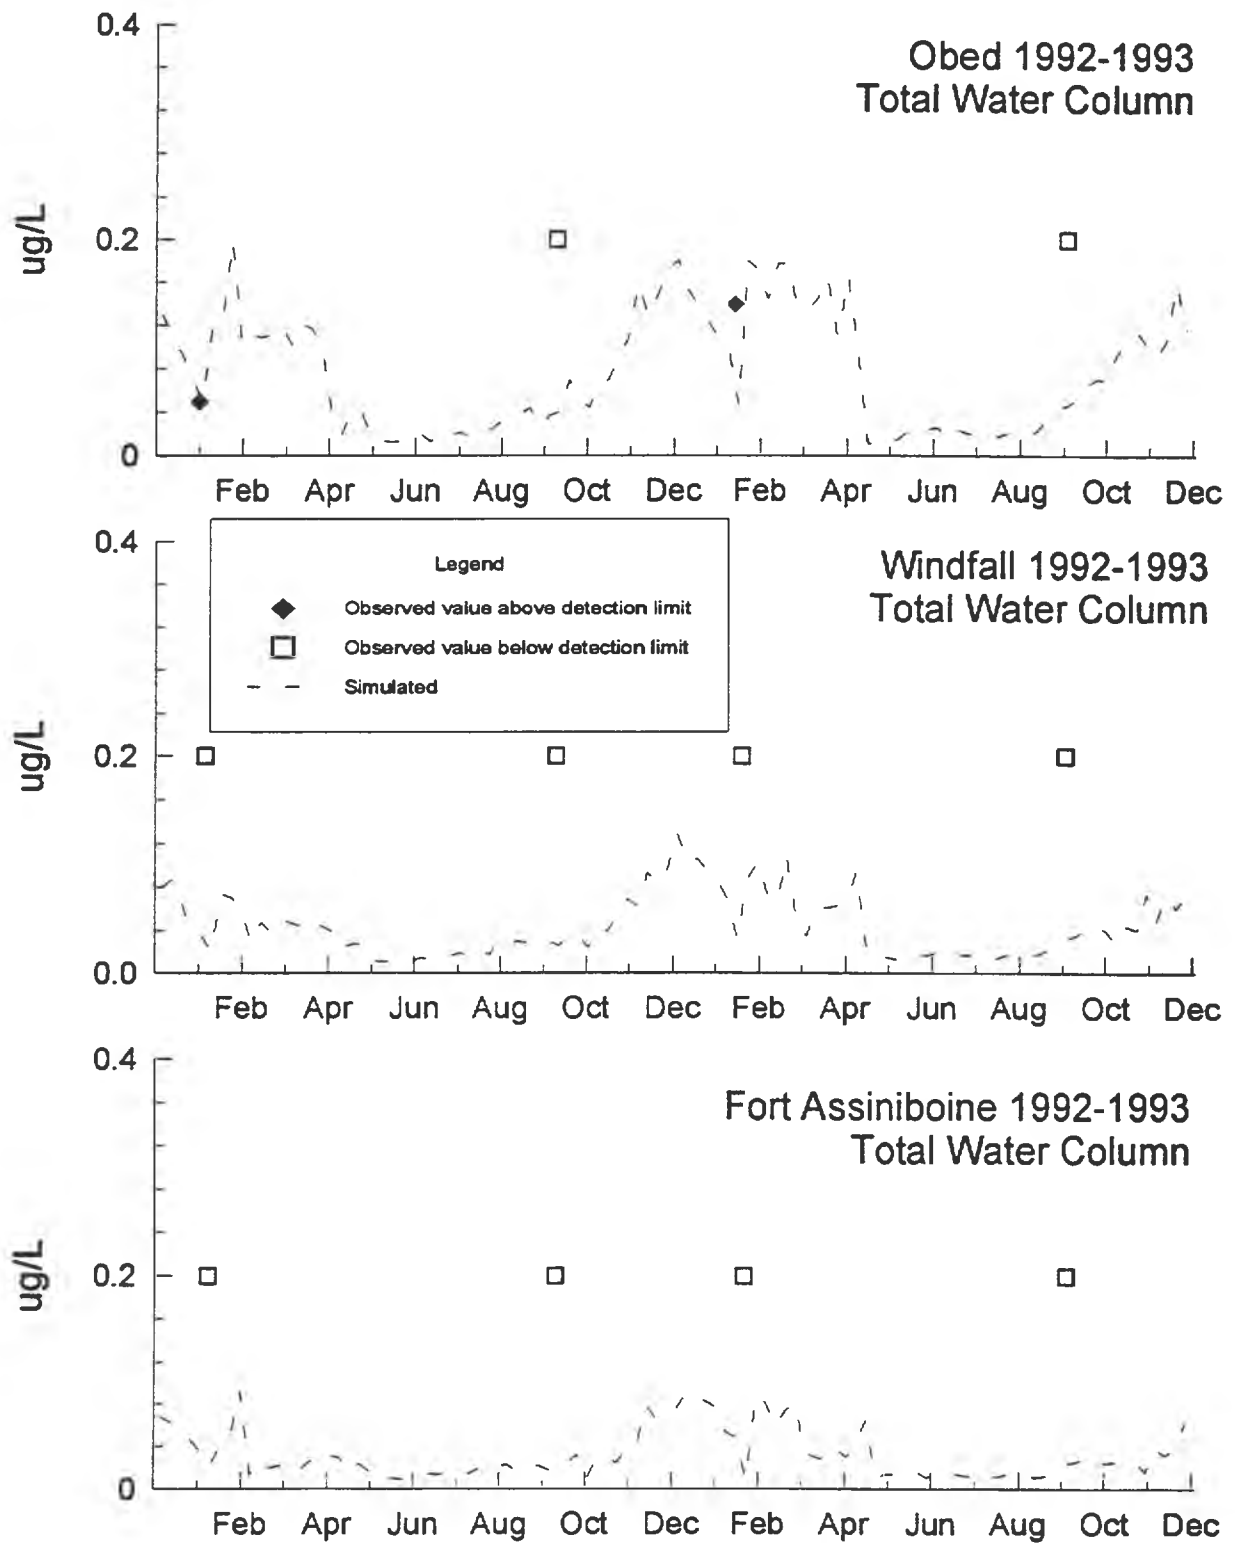 0.4
Obed 1992-1993
Total Water Column
ug/L
0.2
0
Feb Apr Jun Aug Oct Dec Feb Apr Jun Aug Oct Dec
0.4
Windfall 1992-1993
Total Water Column
Legend
Observed value above detection limit
Observed value below detection limit
Simulated
ug/L
0.2
0.0
Feb Apr Jun Aug Oct Dec Feb Apr Jun Aug Oct Dec
0.4
Fort Assiniboine 1992-1993
Total Water Column
ug/L
0.2
0
Feb Apr Jun Aug Oct Dec Feb Apr Jun Aug Oct Dec